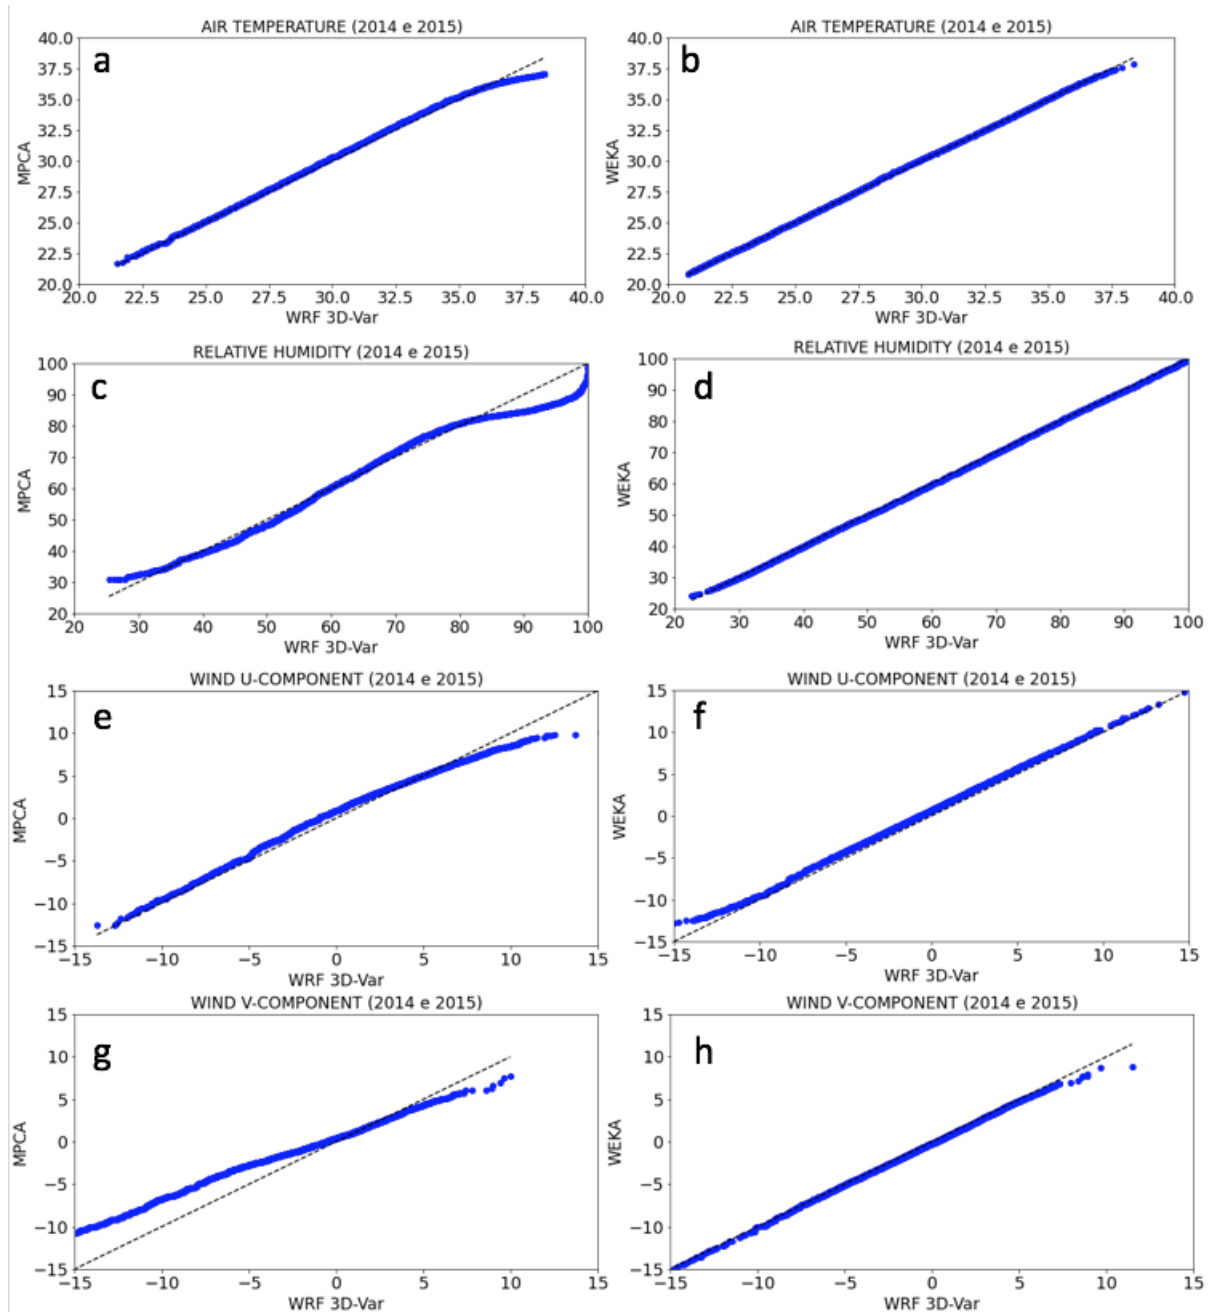 AIR TEMPERATURE (2014 e 2015)
a
40.0
37.5
35.0
32.5
30.0
27.5
25.0
22.5
20.0
MPCA
20.0 22.5 25.0 27.5 30.0 32.5 35.0 37.5 40.0
WRF 3D-Var
AIR TEMPERATURE (2014 e 2015)
b
40.0
37.5
35.0
32.5
30.0
27.5
25.0
22.5
20.0
WEKA
20.0 22.5 25.0 27.5 30.0 32.5 35.0 37.5 40.0
WRF 3D-Var
RELATIVE HUMIDITY (2014 e 2015)
c
100
90
80
70
60
50
40
30
20
MPCA
20 30 40 50 60 70 80 90 100
WRF 3D-Var
RELATIVE HUMIDITY (2014 e 2015)
d
100
90
80
70
60
50
40
30
20
WEKA
20 30 40 50 60 70 80 90 100
WRF 3D-Var
WIND U-COMPONENT (2014 e 2015)
e
15
10
5
0
−5
−10
−15
MPCA
−15 −10 −5 0 5 10 15
WRF 3D-Var
WIND U-COMPONENT (2014 e 2015)
f
15
10
5
0
−5
−10
−15
WEKA
−15 −10 −5 0 5 10 15
WRF 3D-Var
WIND V-COMPONENT (2014 e 2015)
g
15
10
5
0
−5
−10
−15
MPCA
−15 −10 −5 0 5 10 15
WRF 3D-Var
WIND V-COMPONENT (2014 e 2015)
h
15
10
5
0
−5
−10
−15
WEKA
−15 −10 −5 0 5 10 15
WRF 3D-Var